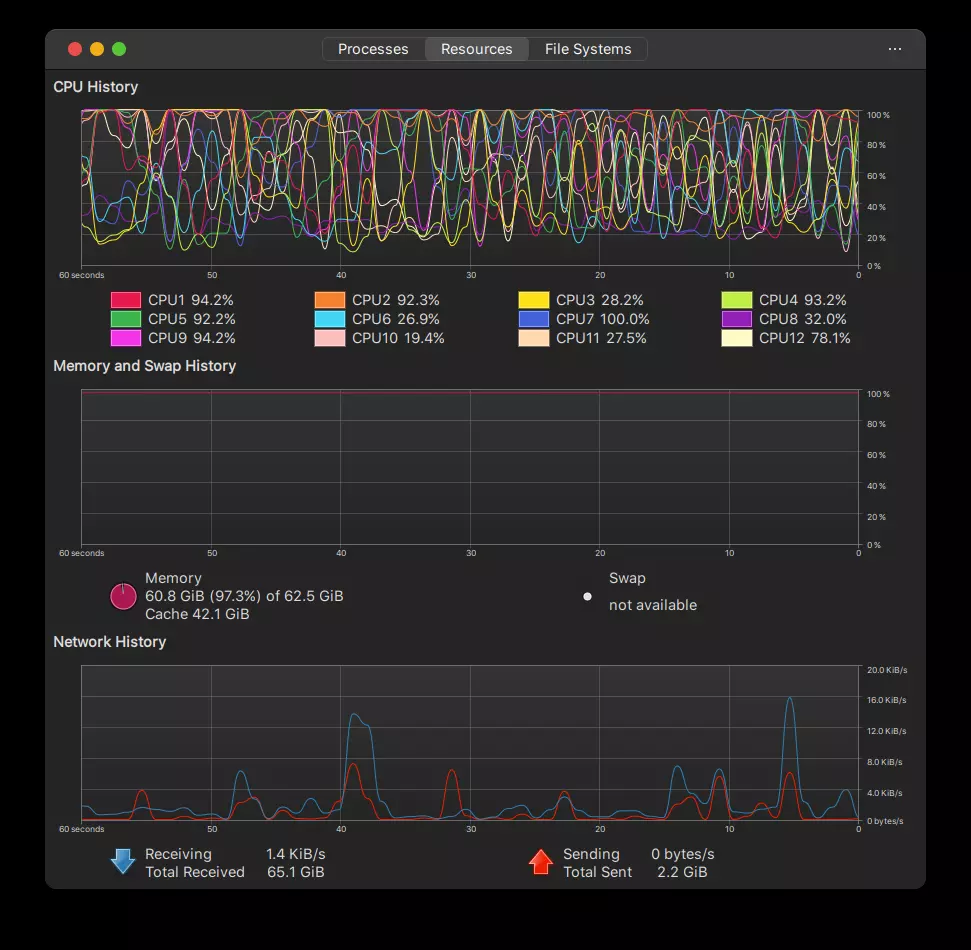 Processes Resources File Systems ...
CPU History
100 %
80 %
60 %
40 %
20 %
0 %
60 seconds 50 40 30 20 10 0
CPU1 94.2% CPU2 92.3% CPU3 28.2% CPU4 93.2%
CPU5 92.2% CPU6 26.9% CPU7 100.0% CPU8 32.0%
CPU9 94.2% CPU10 19.4% CPU11 27.5% CPU12 78.1%
Memory and Swap History
100 %
80 %
60 %
40 %
20 %
0 %
60 seconds 50 40 30 20 10 0
Memory
60.8 GiB (97.3%) of 62.5 GiB
Cache 42.1 GiB
Swap
not available
Network History
20.0 KiB/s
16.0 KiB/s
12.0 KiB/s
8.0 KiB/s
4.0 KiB/s
0 bytes/s
60 seconds 50 40 30 20 10 0
Receiving 1.4 KiB/s
Total Received 65.1 GiB
Sending 0 bytes/s
Total Sent 2.2 GiB